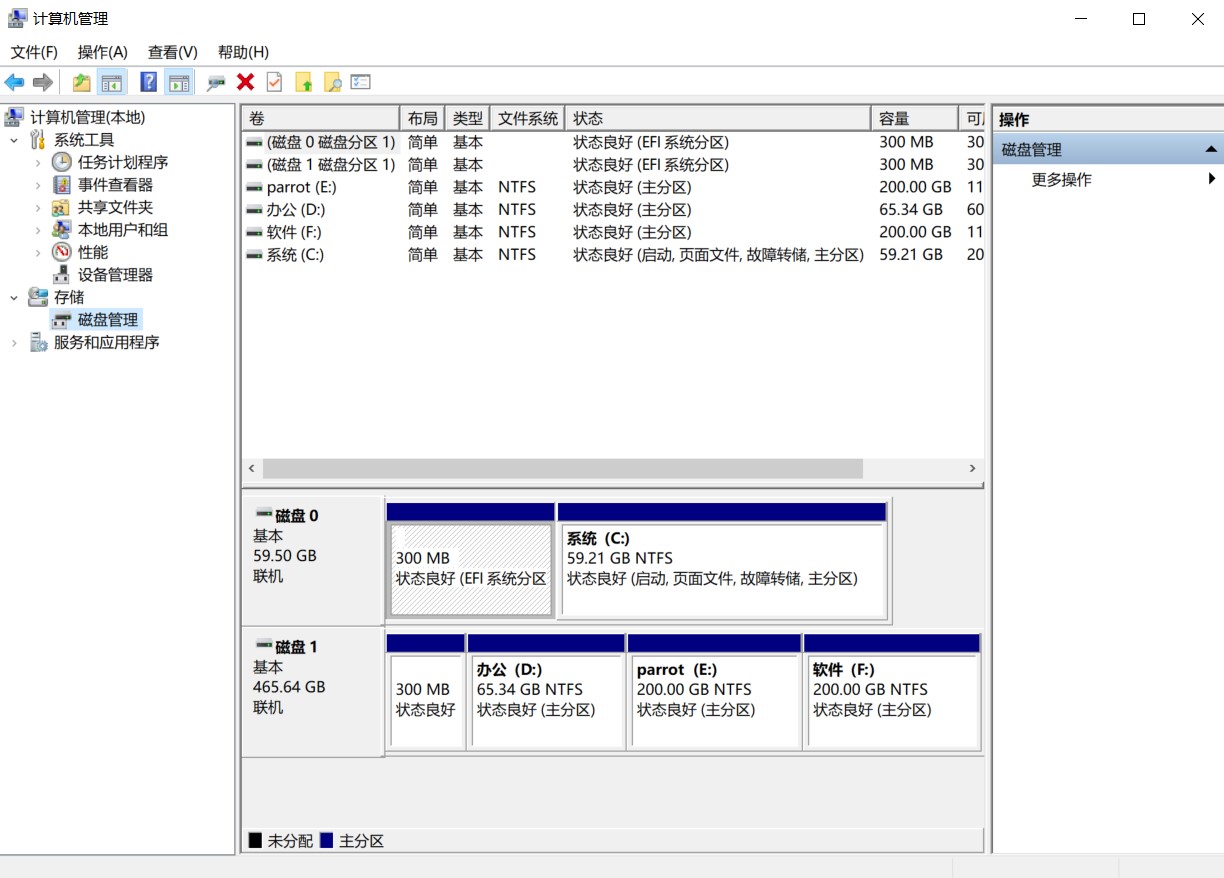 计算机管理
文件(F) 操作(A) 查看(V) 帮助(H)
计算机管理(本地)
系统工具
任务计划程序
事件查看器
共享文件夹
本地用户和组
性能
设备管理器
存储
磁盘管理
服务和应用程序
卷 布局 类型 文件系统 状态 容量
(磁盘 0 磁盘分区 1) 简单 基本 状态良好 (EFI 系统分区) 300 MB 30
(磁盘 1 磁盘分区 1) 简单 基本 状态良好 (EFI 系统分区) 300 MB 30
parrot (E:) 简单 基本 NTFS 状态良好 (主分区) 200.00 GB 11
办公 (D:) 简单 基本 NTFS 状态良好 (主分区) 65.34 GB 60
软件 (F:) 简单 基本 NTFS 状态良好 (主分区) 200.00 GB 11
系统 (C:) 简单 基本 NTFS 状态良好 (启动, 页面文件, 故障转储, 主分区) 59.21 GB 20
磁盘 0
基本
59.50 GB
联机
300 MB
状态良好 (EFI 系统分区
系统 (C:)
59.21 GB NTFS
状态良好 (启动, 页面文件, 故障转储, 主分区)
磁盘 1
基本
465.64 GB
联机
300 MB
状态良好
办公 (D:)
65.34 GB NTFS
状态良好 (主分区)
parrot (E:)
200.00 GB NTFS
状态良好 (主分区)
软件 (F:)
200.00 GB NTFS
状态良好 (主分区)
未分配 主分区
操作
磁盘管理
更多操作